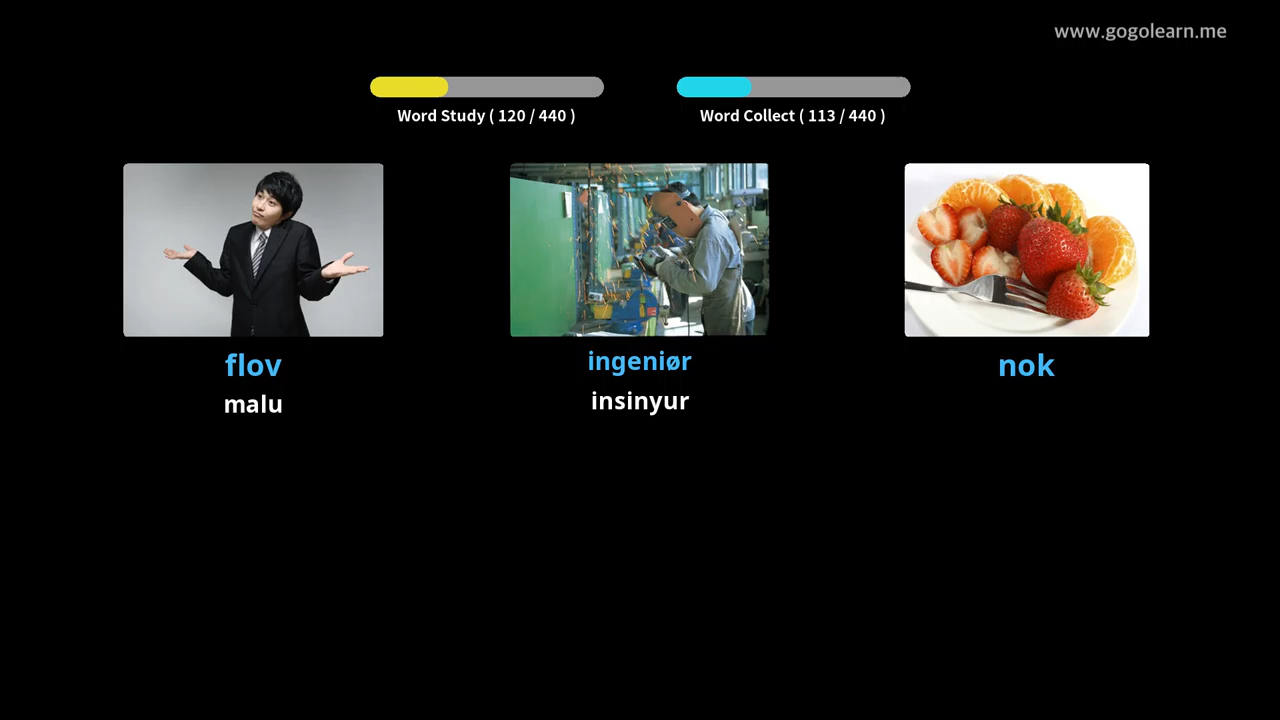 www.gogolearn.me
Word Study ( 120 / 440 )
Word Collect ( 113 / 440 )
flov
malu
ingeniør
insinyur
nok